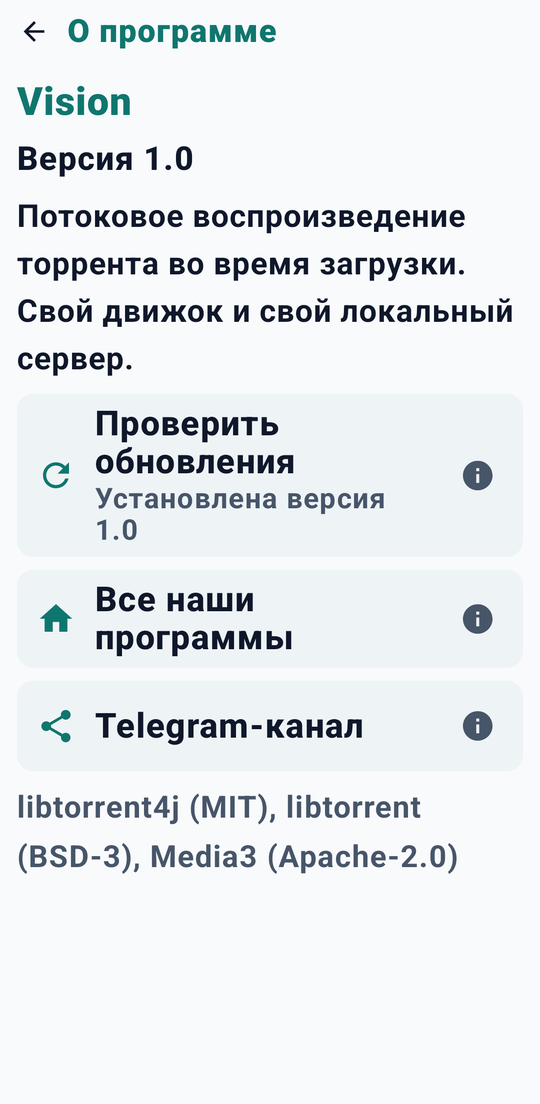 О программе
Vision
Версия 1.0
Потоковое воспроизведение
торрента во время загрузки.
Свой движок и свой локальный
сервер.
Проверить
обновления
Установлена версия
1.0
Все наши
программы
Telegram-канал
libtorrent4j (MIT), libtorrent
(BSD-3), Media3 (Apache-2.0)